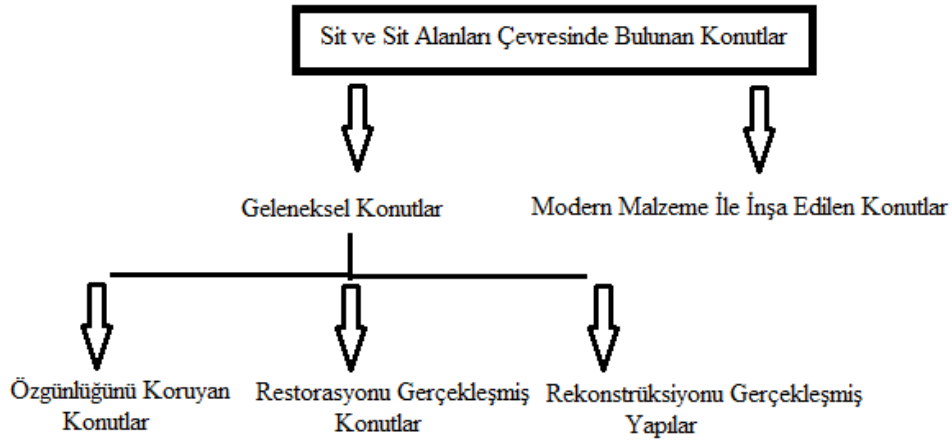 Sit ve Sit Alanları Çevresinde Bulunan Konutlar
Geleneksel Konutlar
Modern Malzeme İle İnşa Edilen Konutlar
Özgünlüğünü Koruyan
Konutlar
Restorasyonu Gerçekleşmiş
Konutlar
Rekonstrüksiyonu Gerçekleşmiş
Yapılar